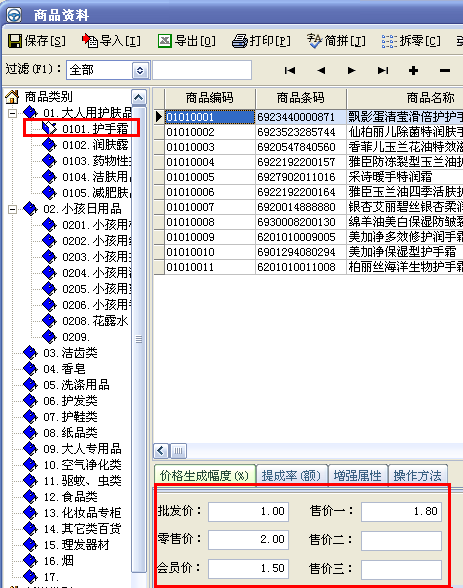 商品资料
保存[S] 导入[I] 导出[O] 打印[P] 简拼[J] 拆零[C]
过滤(F1): 全部
商品类别
01.大人用护肤品
0101.护手霜
0102.润肤露
0103.药物性
0104.洁肤用
0105.减肥肤
02.小孩日用品
0201.小孩用
0202.小孩用
0203.小孩用
0204.小孩用
0205.小孩用
0206.小孩用
0208.花露水
0209.
03.洁齿类
04.香皂
05.洗涤用品
06.护发类
07.护鞋类
08.纸品类
09.大人专用品
10.空气净化类
11.驱蚊、虫类
12.食品类
13.化妆品专柜
14.其它类百货
15.理发器材
16.烟
17.
商品编码 商品条码 商品名称
01010001 6923440000871 飘影蛋清莹滑倍护护手
01010002 6923523285744 仙柏丽儿除菌特润肤手
01010003 6920547840560 香菲儿玉兰花油特效滋
01010004 6922192200157 雅臣防冻裂型玉兰油护
01010005 6927902011016 采诗暖手特润霜
01010006 6922192200164 雅臣玉兰油四季活肤护
01010007 6920014888880 银杏艾丽碧丝银杏柔润
01010008 6930008200130 绵羊油美白保湿防皱裂
01010009 6201010009005 美加净多效修护润手霜
01010010 6901294080294 美加净保湿型护手霜
01010011 6201010011008 柏丽丝海洋生物护手霜
价格生成幅度(%) 提成率(额) 增强属性 操作方法
批发价: 1.00 售价一: 1.80
零售价: 2.00 售价二:
会员价: 1.50 售价三: